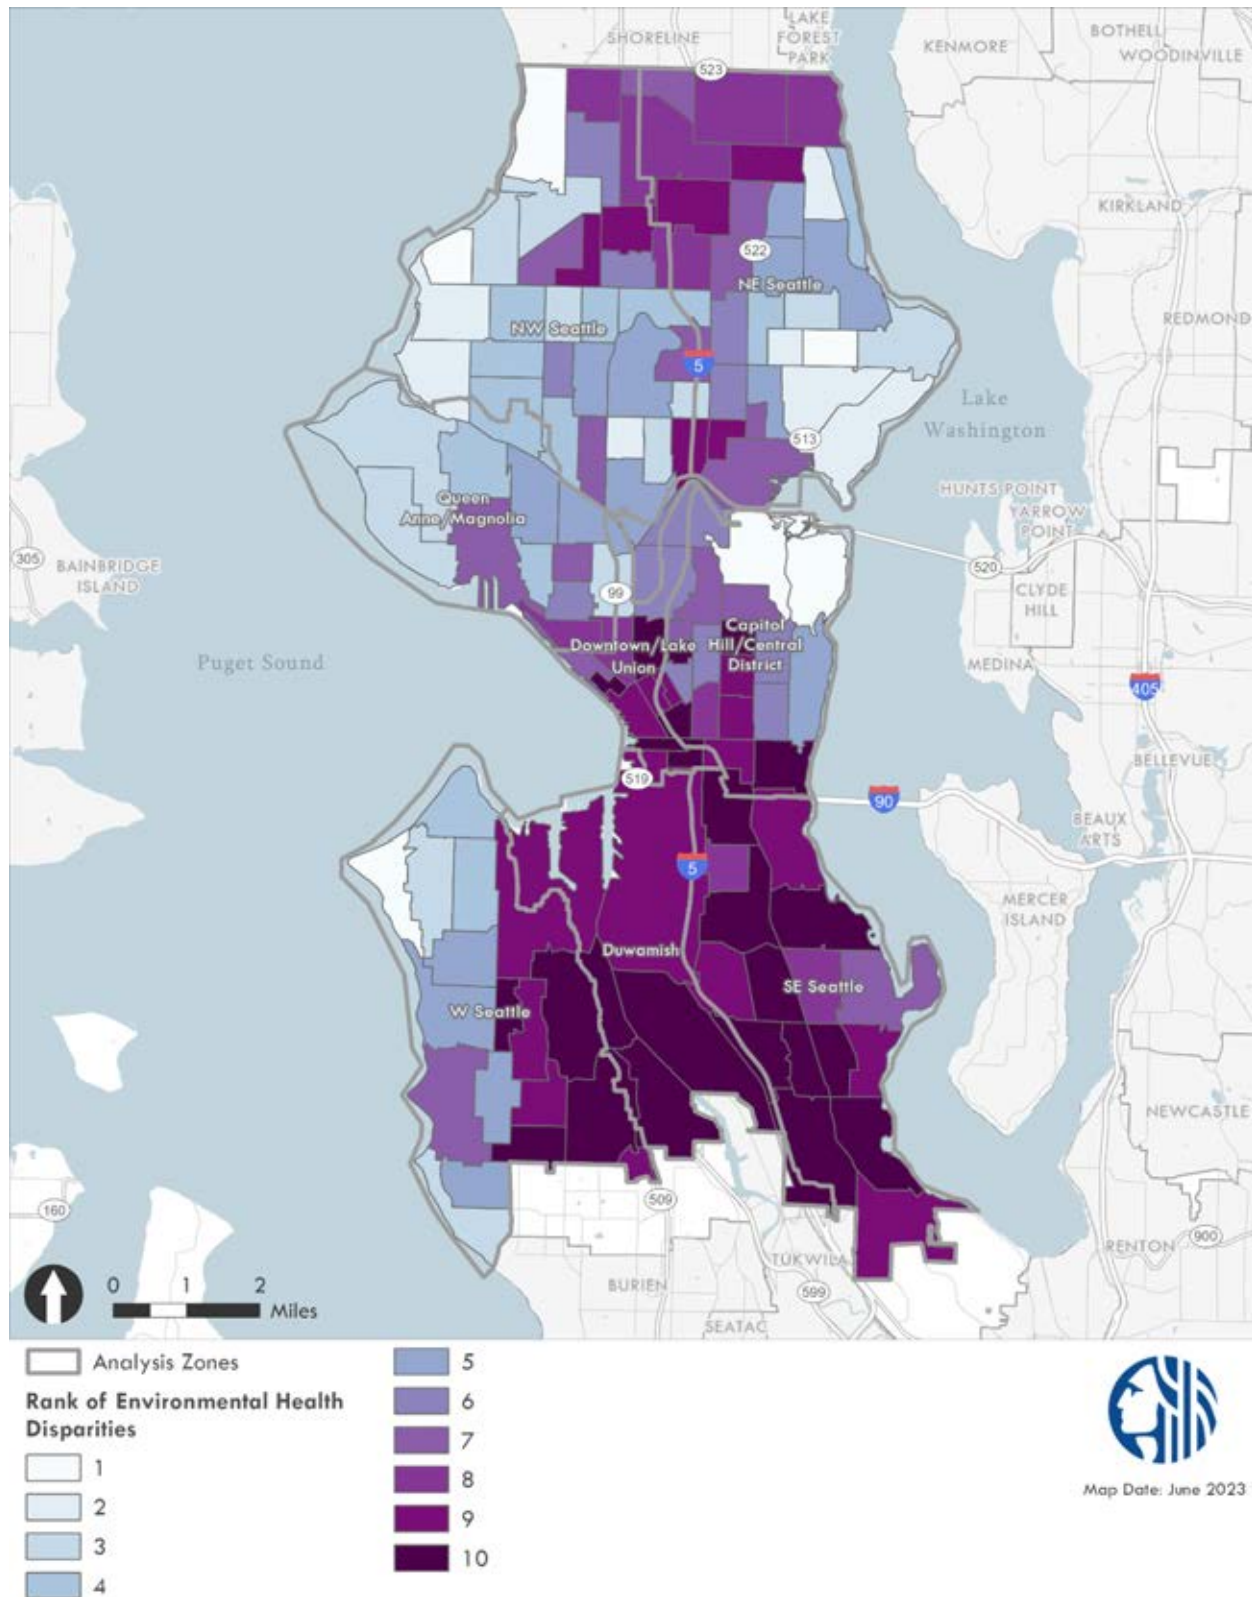 SHORELINE
LAKE
FOREST
PARK
KENMORE
BOTHELL
WOODINVILLE
523
KIRKLAND
522
NE Seattle
NW Seattle
REDMOND
5
Lake
Washington
513
Queen
Anne/Magnolia
HUNTS POINT
YARROW
POINT
305
BAINBRIDGE
ISLAND
520
CLYDE
HILL
99
Capitol
Hill/Central
District
Downtown/Lake
Union
Puget Sound
MEDINA
405
BELLEVUE
519
90
BEAUX
ARTS
5
MERCER
ISLAND
Duwamish
SE Seattle
W Seattle
NEWCASTLE
509
160
RENTON
900
TUKWILA
BURIEN
599
SEATAC
0 1 2
Miles
Analysis Zones
Rank of Environmental Health
Disparities
1
2
3
4
5
6
7
8
9
10
Map Date: June 2023